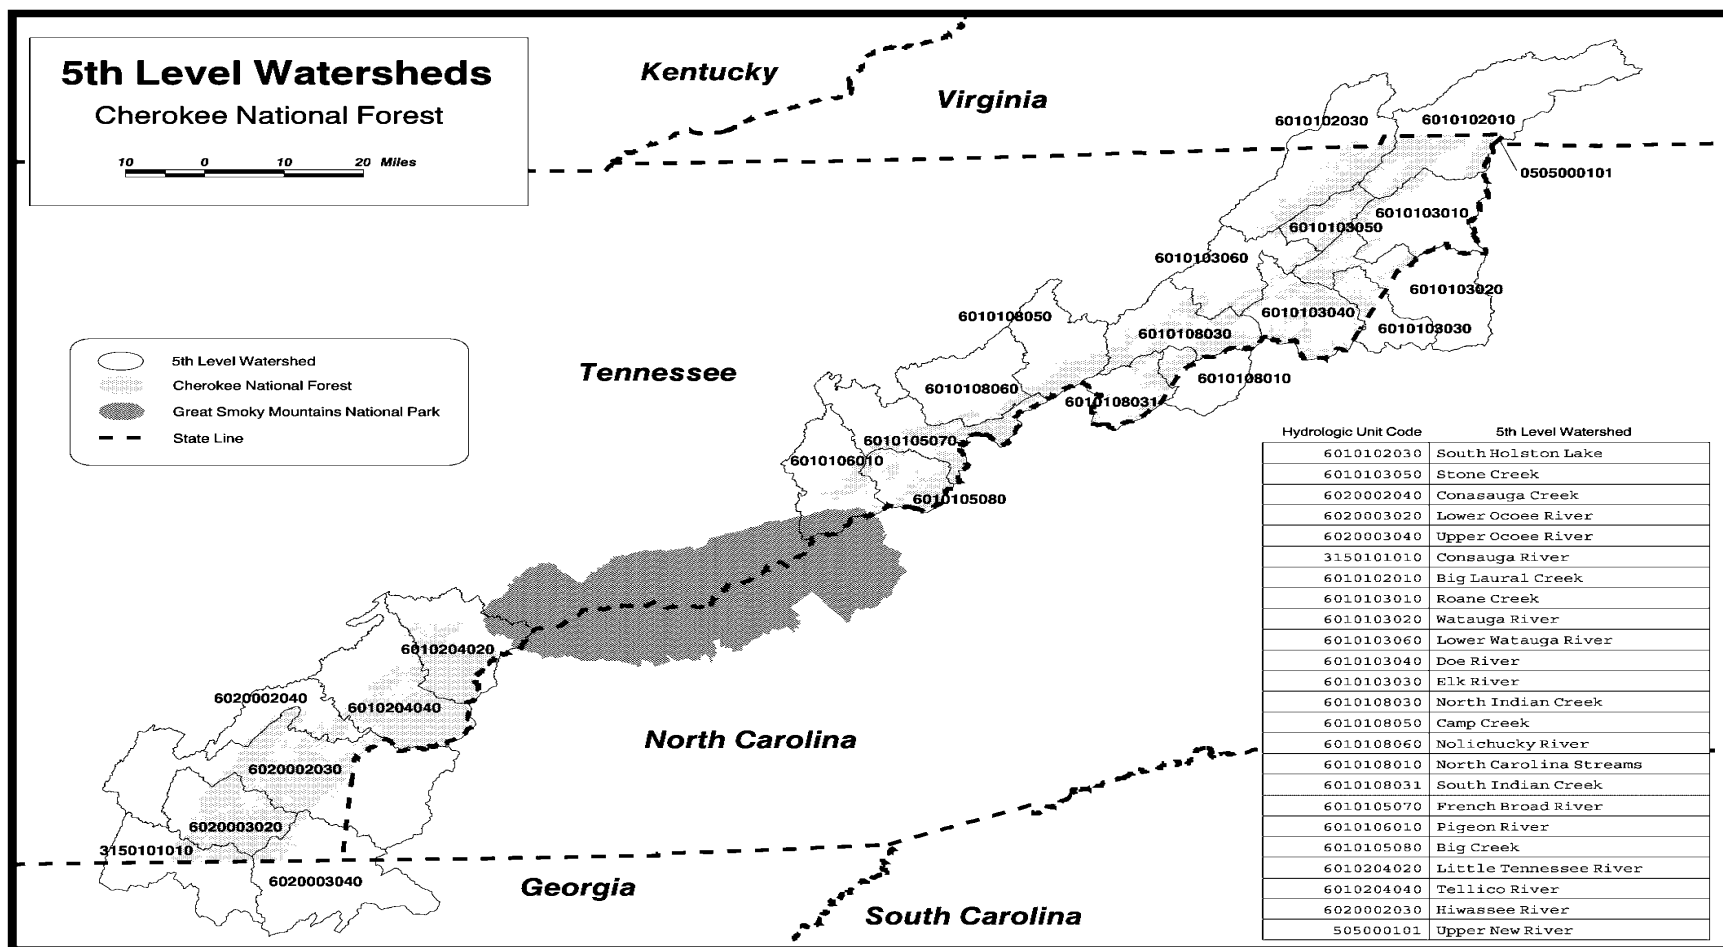 5th Level Watersheds
Cherokee National Forest
10 0 10 20 Miles
Kentucky
Virginia
Tennessee
North Carolina
Georgia
South Carolina
5th Level Watershed
Cherokee National Forest
Great Smoky Mountains National Park
State Line
6010102030
6010102010
0505000101
6010103010
6010103050
6010103060
6010103020
6010103040
6010103030
6010108050
6010108030
6010108010
6010108060
6010108031
6010105070
6010106010
6010105080
6010204020
6020002040
6010204040
6020002030
6020003020
3150101010
6020003040
Hydrologic Unit Code 5th Level Watershed
6010102030 South Holston Lake
6010103050 Stone Creek
6020002040 Conasauga Creek
6020003020 Lower Ocoee River
6020003040 Upper Ocoee River
3150101010 Consauga River
6010102010 Big Laural Creek
6010103010 Roane Creek
6010103020 Watauga River
6010103060 Lower Watauga River
6010103040 Doe River
6010103030 Elk River
6010108030 North Indian Creek
6010108050 Camp Creek
6010108060 Nolichucky River
6010108010 North Carolina Streams
6010108031 South Indian Creek
6010105070 French Broad River
6010106010 Pigeon River
6010105080 Big Creek
6010204020 Little Tennessee River
6010204040 Tellico River
6020002030 Hiwassee River
505000101 Upper New River